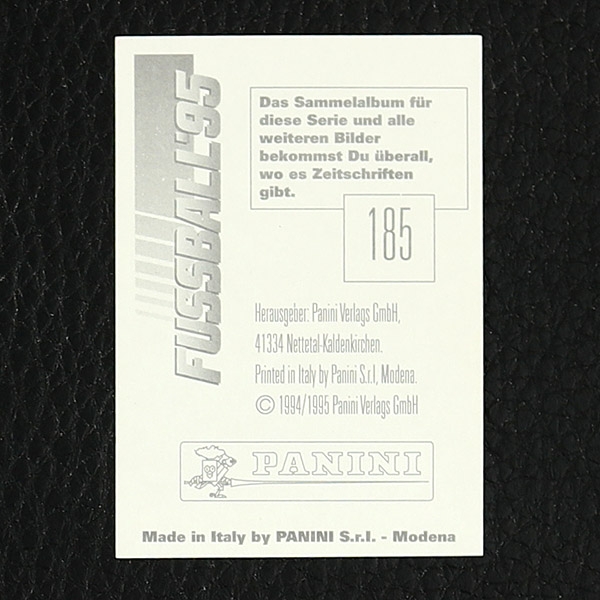 FUSSBALL'95
Das Sammelalbum für
diese Serie und alle
weiteren Bilder
bekommst Du überall,
wo es Zeitschriften
gibt.
185
Herausgeber: Panini Verlags GmbH,
41334 Nettetal-Kaldenkirchen.
Printed in Italy by Panini S.r.l, Modena.
© 1994/1995 Panini Verlags GmbH
PANINI
Made in Italy by PANINI S.r.l. - Modena